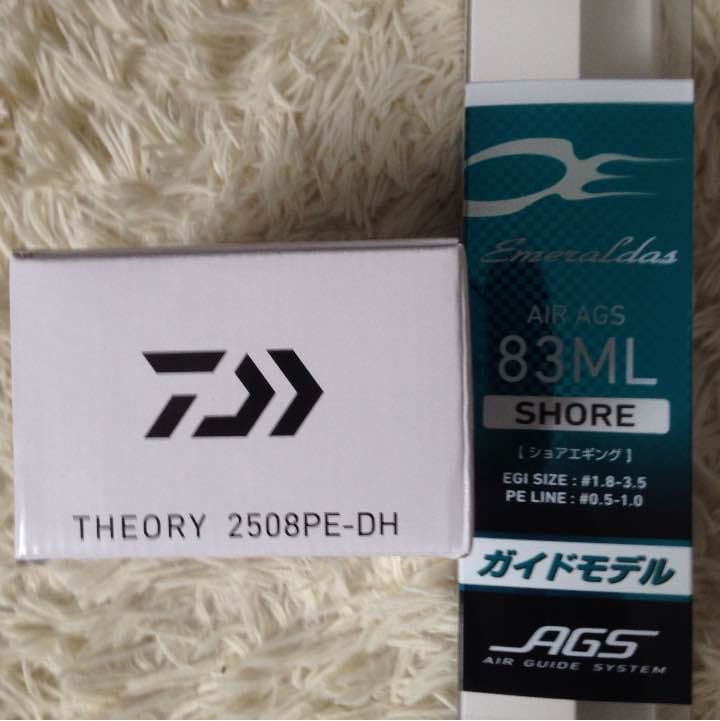 THEORY 2508PE-DH
Emeraldas
AIR AGS
83ML
SHORE
【ショアエギング】
EGI SIZE : #1.8-3.5
PE LINE : #0.5-1.0
ガイドモデル
AGS
AIR GUIDE SYSTEM